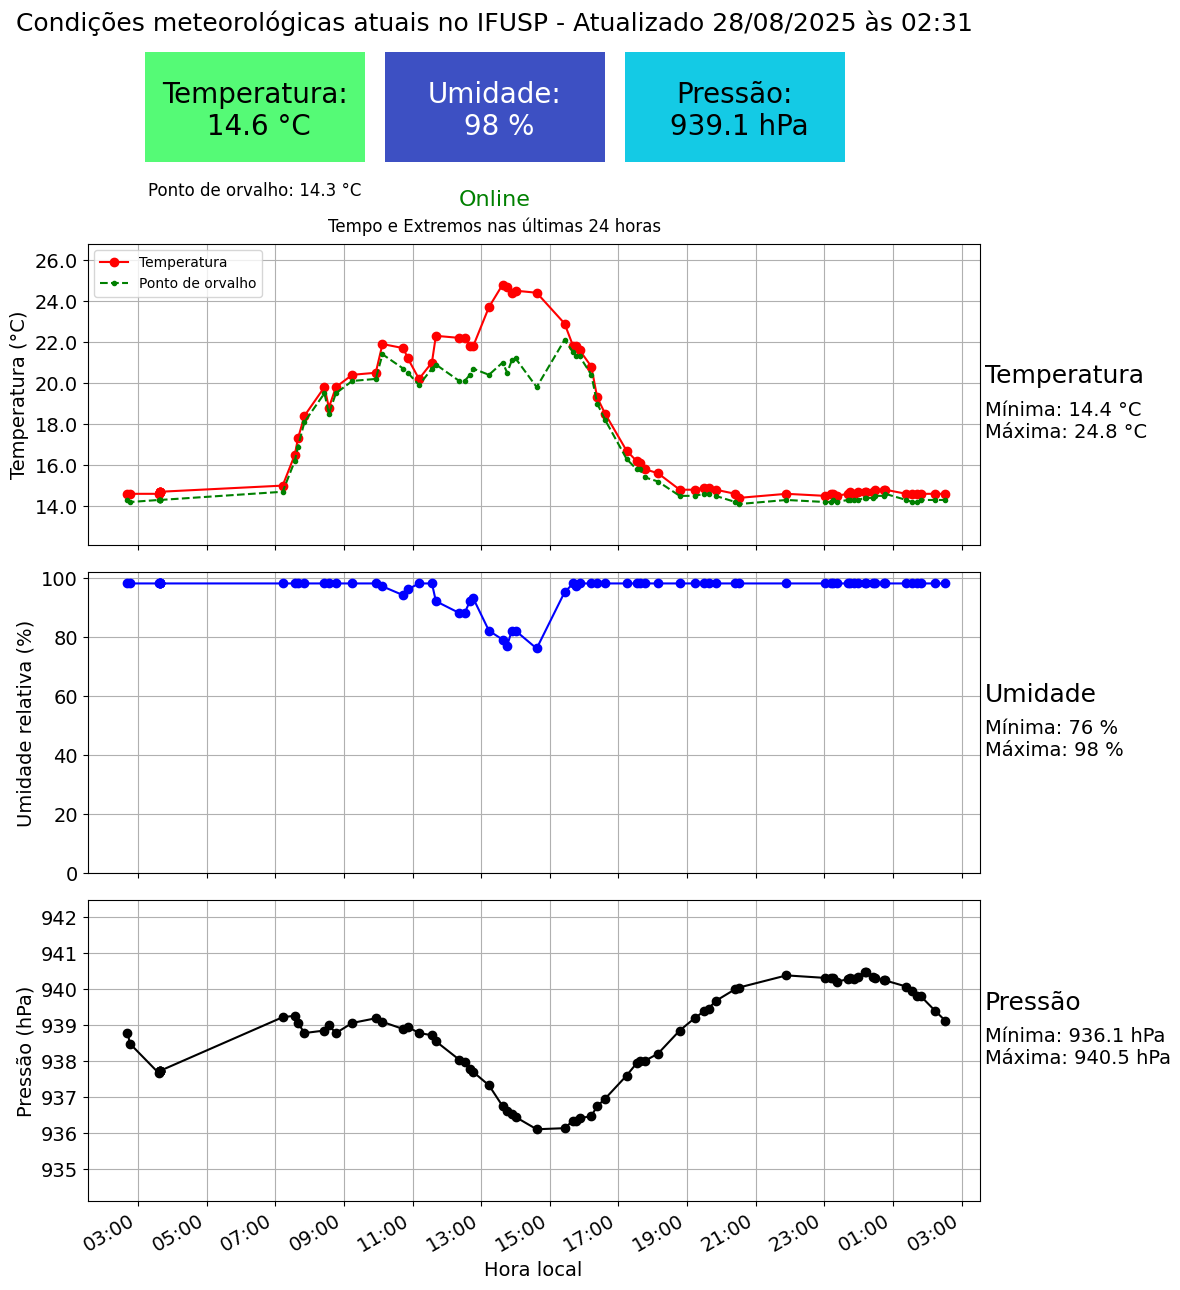 Condições meteorológicas atuais no IFUSP - Atualizado 28/08/2025 às 02:31
Temperatura:
14.6 °C
Umidade:
98 %
Pressão:
939.1 hPa
Ponto de orvalho: 14.3 °C
Online
Tempo e Extremos nas últimas 24 horas
Temperatura (°C)
26.0
24.0
22.0
20.0
18.0
16.0
14.0
Temperatura
Ponto de orvalho
Temperatura
Mínima: 14.4 °C
Máxima: 24.8 °C
Umidade relativa (%)
100
80
60
40
20
0
Umidade
Mínima: 76 %
Máxima: 98 %
Pressão (hPa)
942
941
940
939
938
937
936
935
Pressão
Mínima: 936.1 hPa
Máxima: 940.5 hPa
03:00
05:00
07:00
09:00
11:00
13:00
15:00
17:00
19:00
21:00
23:00
01:00
03:00
Hora local